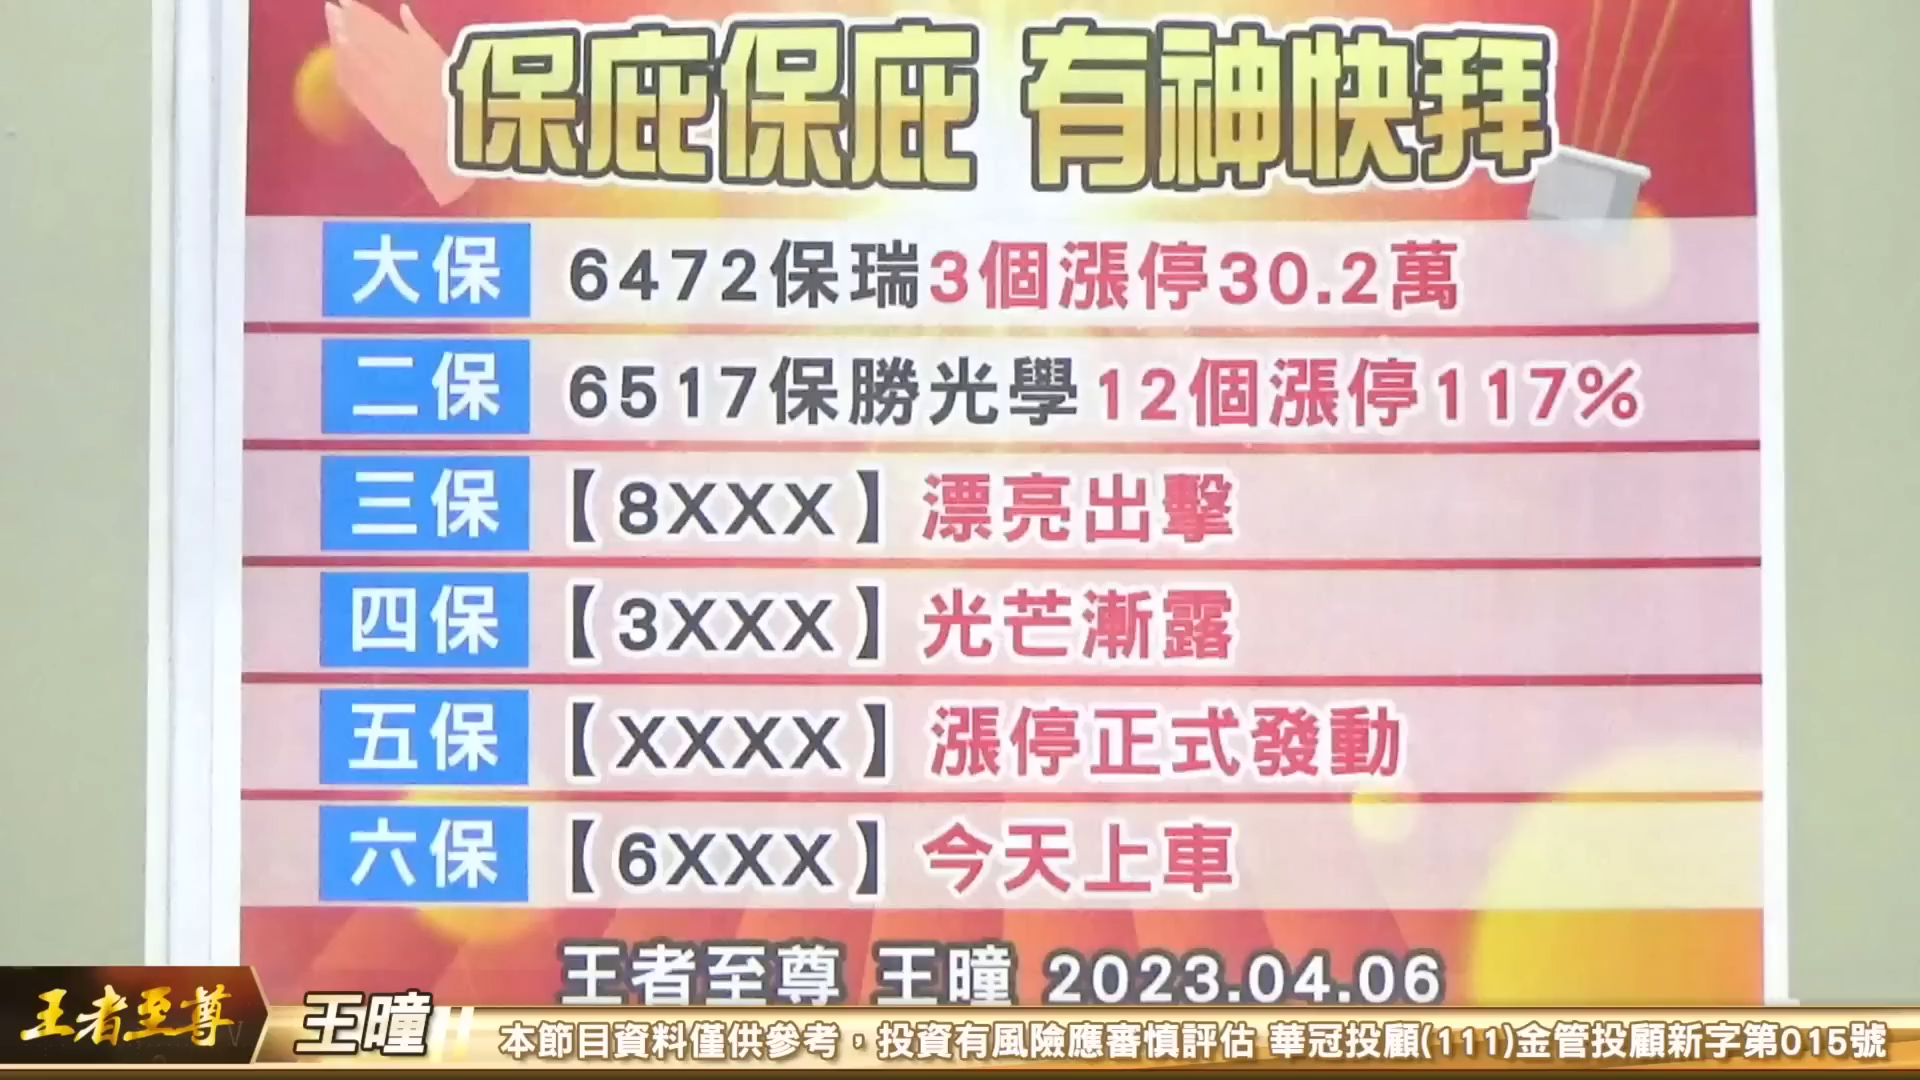 保庇保庇 有神快拜
大保 6472保瑞3個漲停30.2萬
二保 6517保勝光學12個漲停117%
三保 【8XXX】漂亮出擊
四保 【3XXX】光芒漸露
五保 【XXXX】漲停正式發動
六保 【6XXX】今天上車
王者至尊 王曈 2023.04.06
王者至尊 王曈
本節目資料僅供參考，投資有風險應審慎評估 華冠投顧(111)金管投顧新字第015號